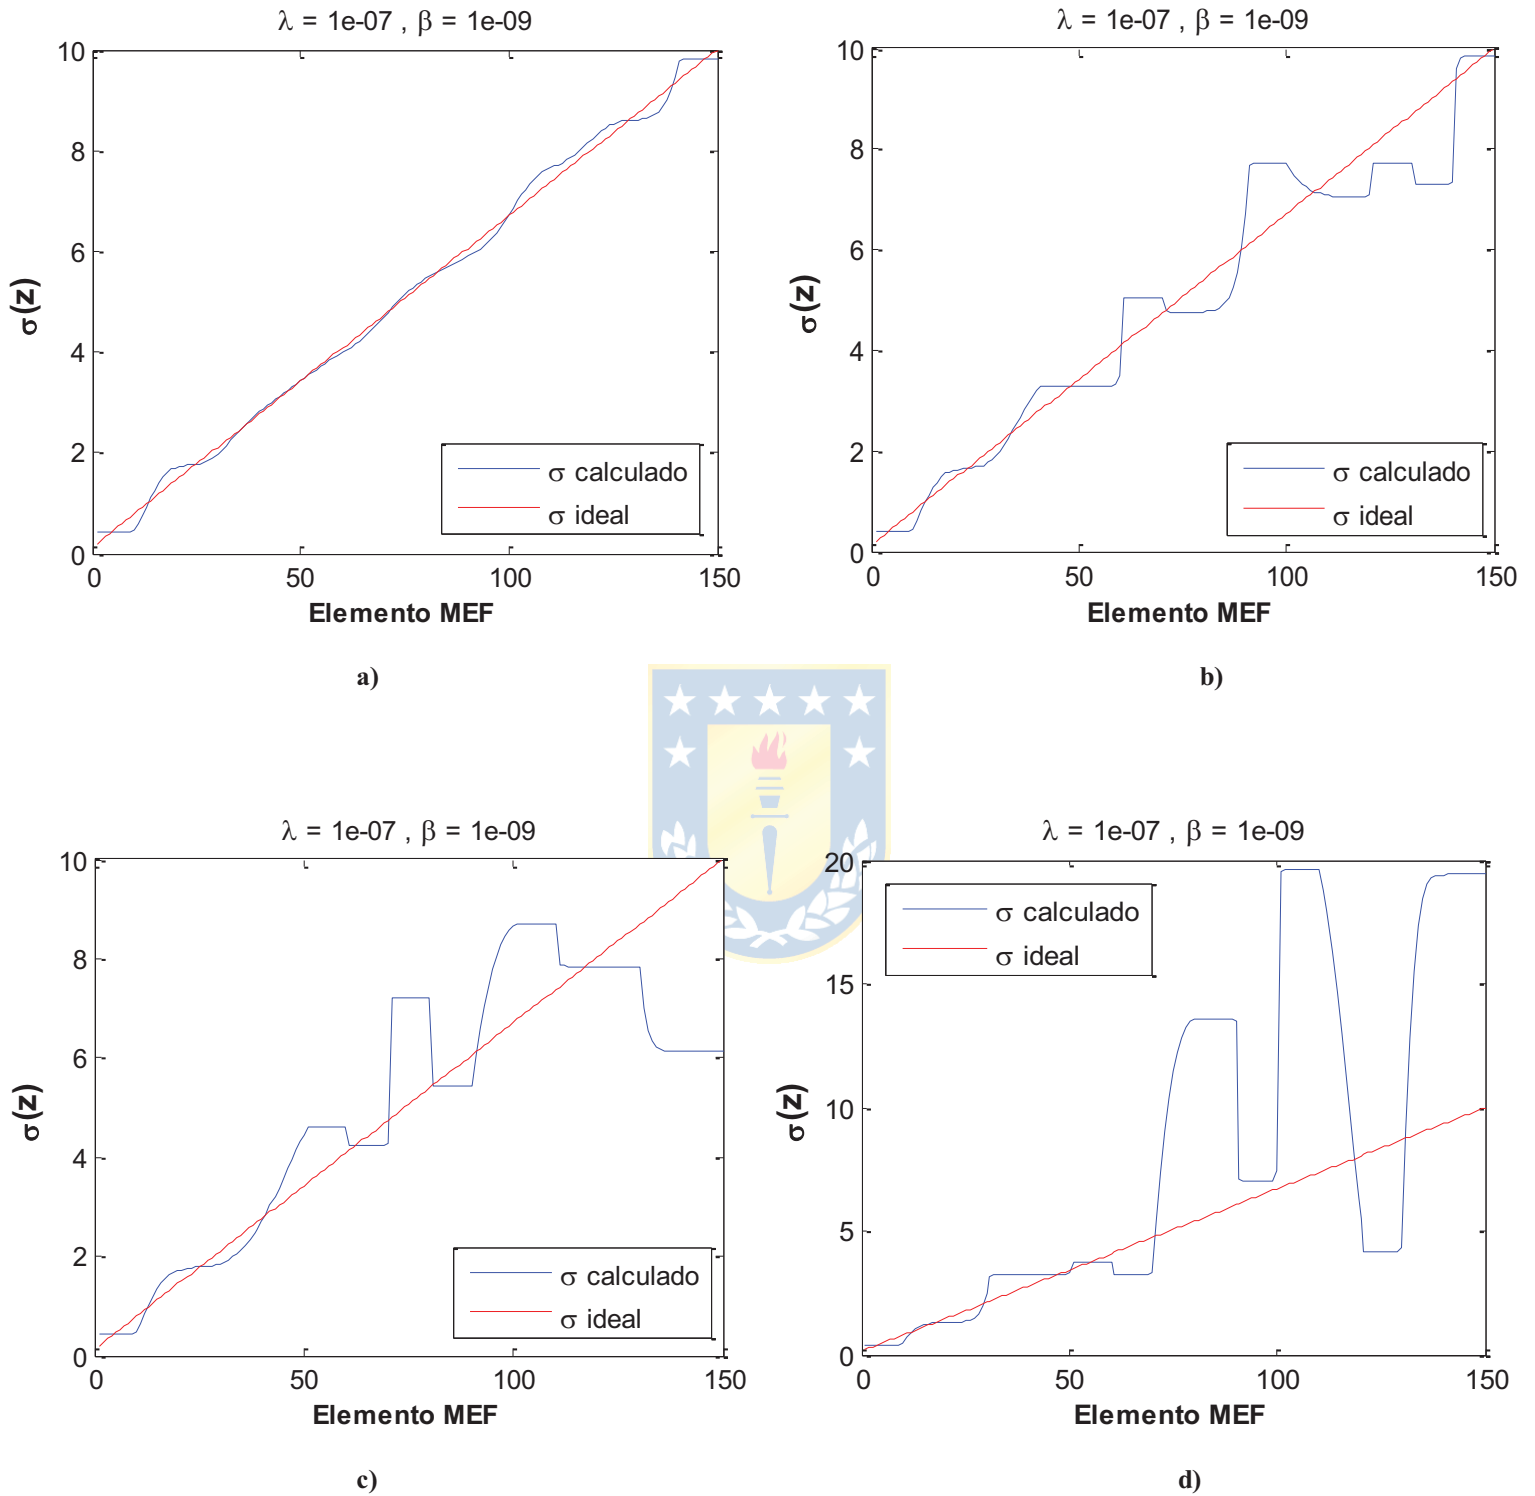 λ = 1e-07 , β = 1e-09
10
8
6
4
2
0
σ(z)
0 50 100 150
Elemento MEF
σ calculado
σ ideal
a)
λ = 1e-07 , β = 1e-09
10
8
6
4
2
0
σ(z)
0 50 100 150
Elemento MEF
σ calculado
σ ideal
b)
λ = 1e-07 , β = 1e-09
10
8
6
4
2
0
σ(z)
0 50 100 150
Elemento MEF
σ calculado
σ ideal
c)
λ = 1e-07 , β = 1e-09
20
15
10
5
0
σ(z)
0 50 100 150
Elemento MEF
σ calculado
σ ideal
d)